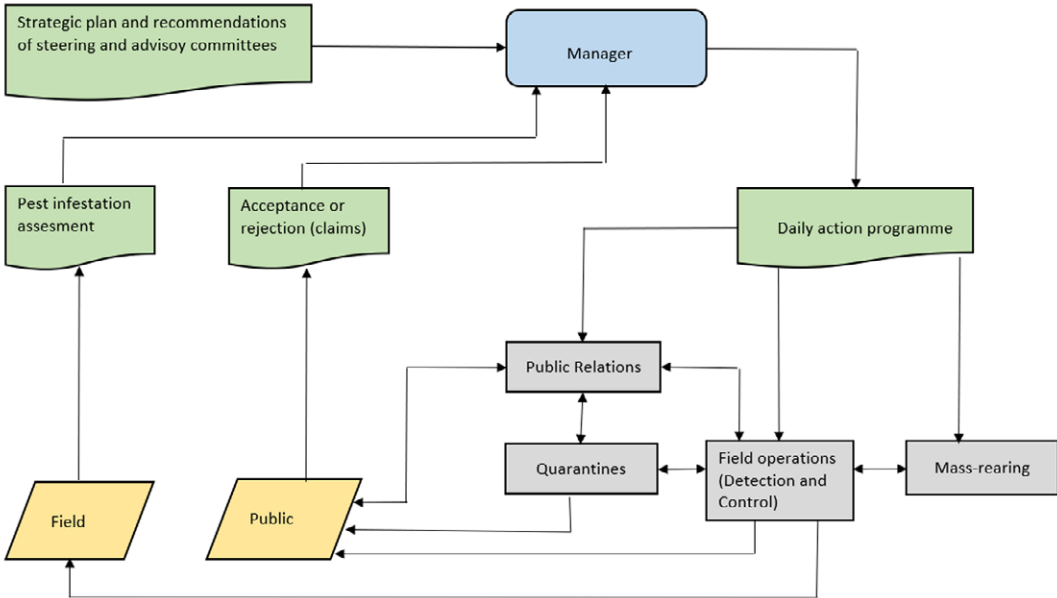 Strategic plan and recommendations
of steering and advisoy committees
Manager
Pest infestation
assesment
Acceptance or
rejection (claims)
Daily action programme
Public Relations
Quarantines
Field operations
(Detection and
Control)
Mass-rearing
Field
Public